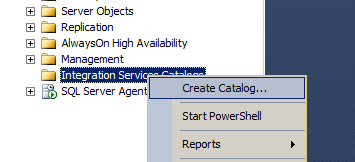 Server Objects
Replication
AlwaysOn High Availability
Management
Integration Services Catalogs
SQL Server Agent
Create Catalog...
Start PowerShell
Reports